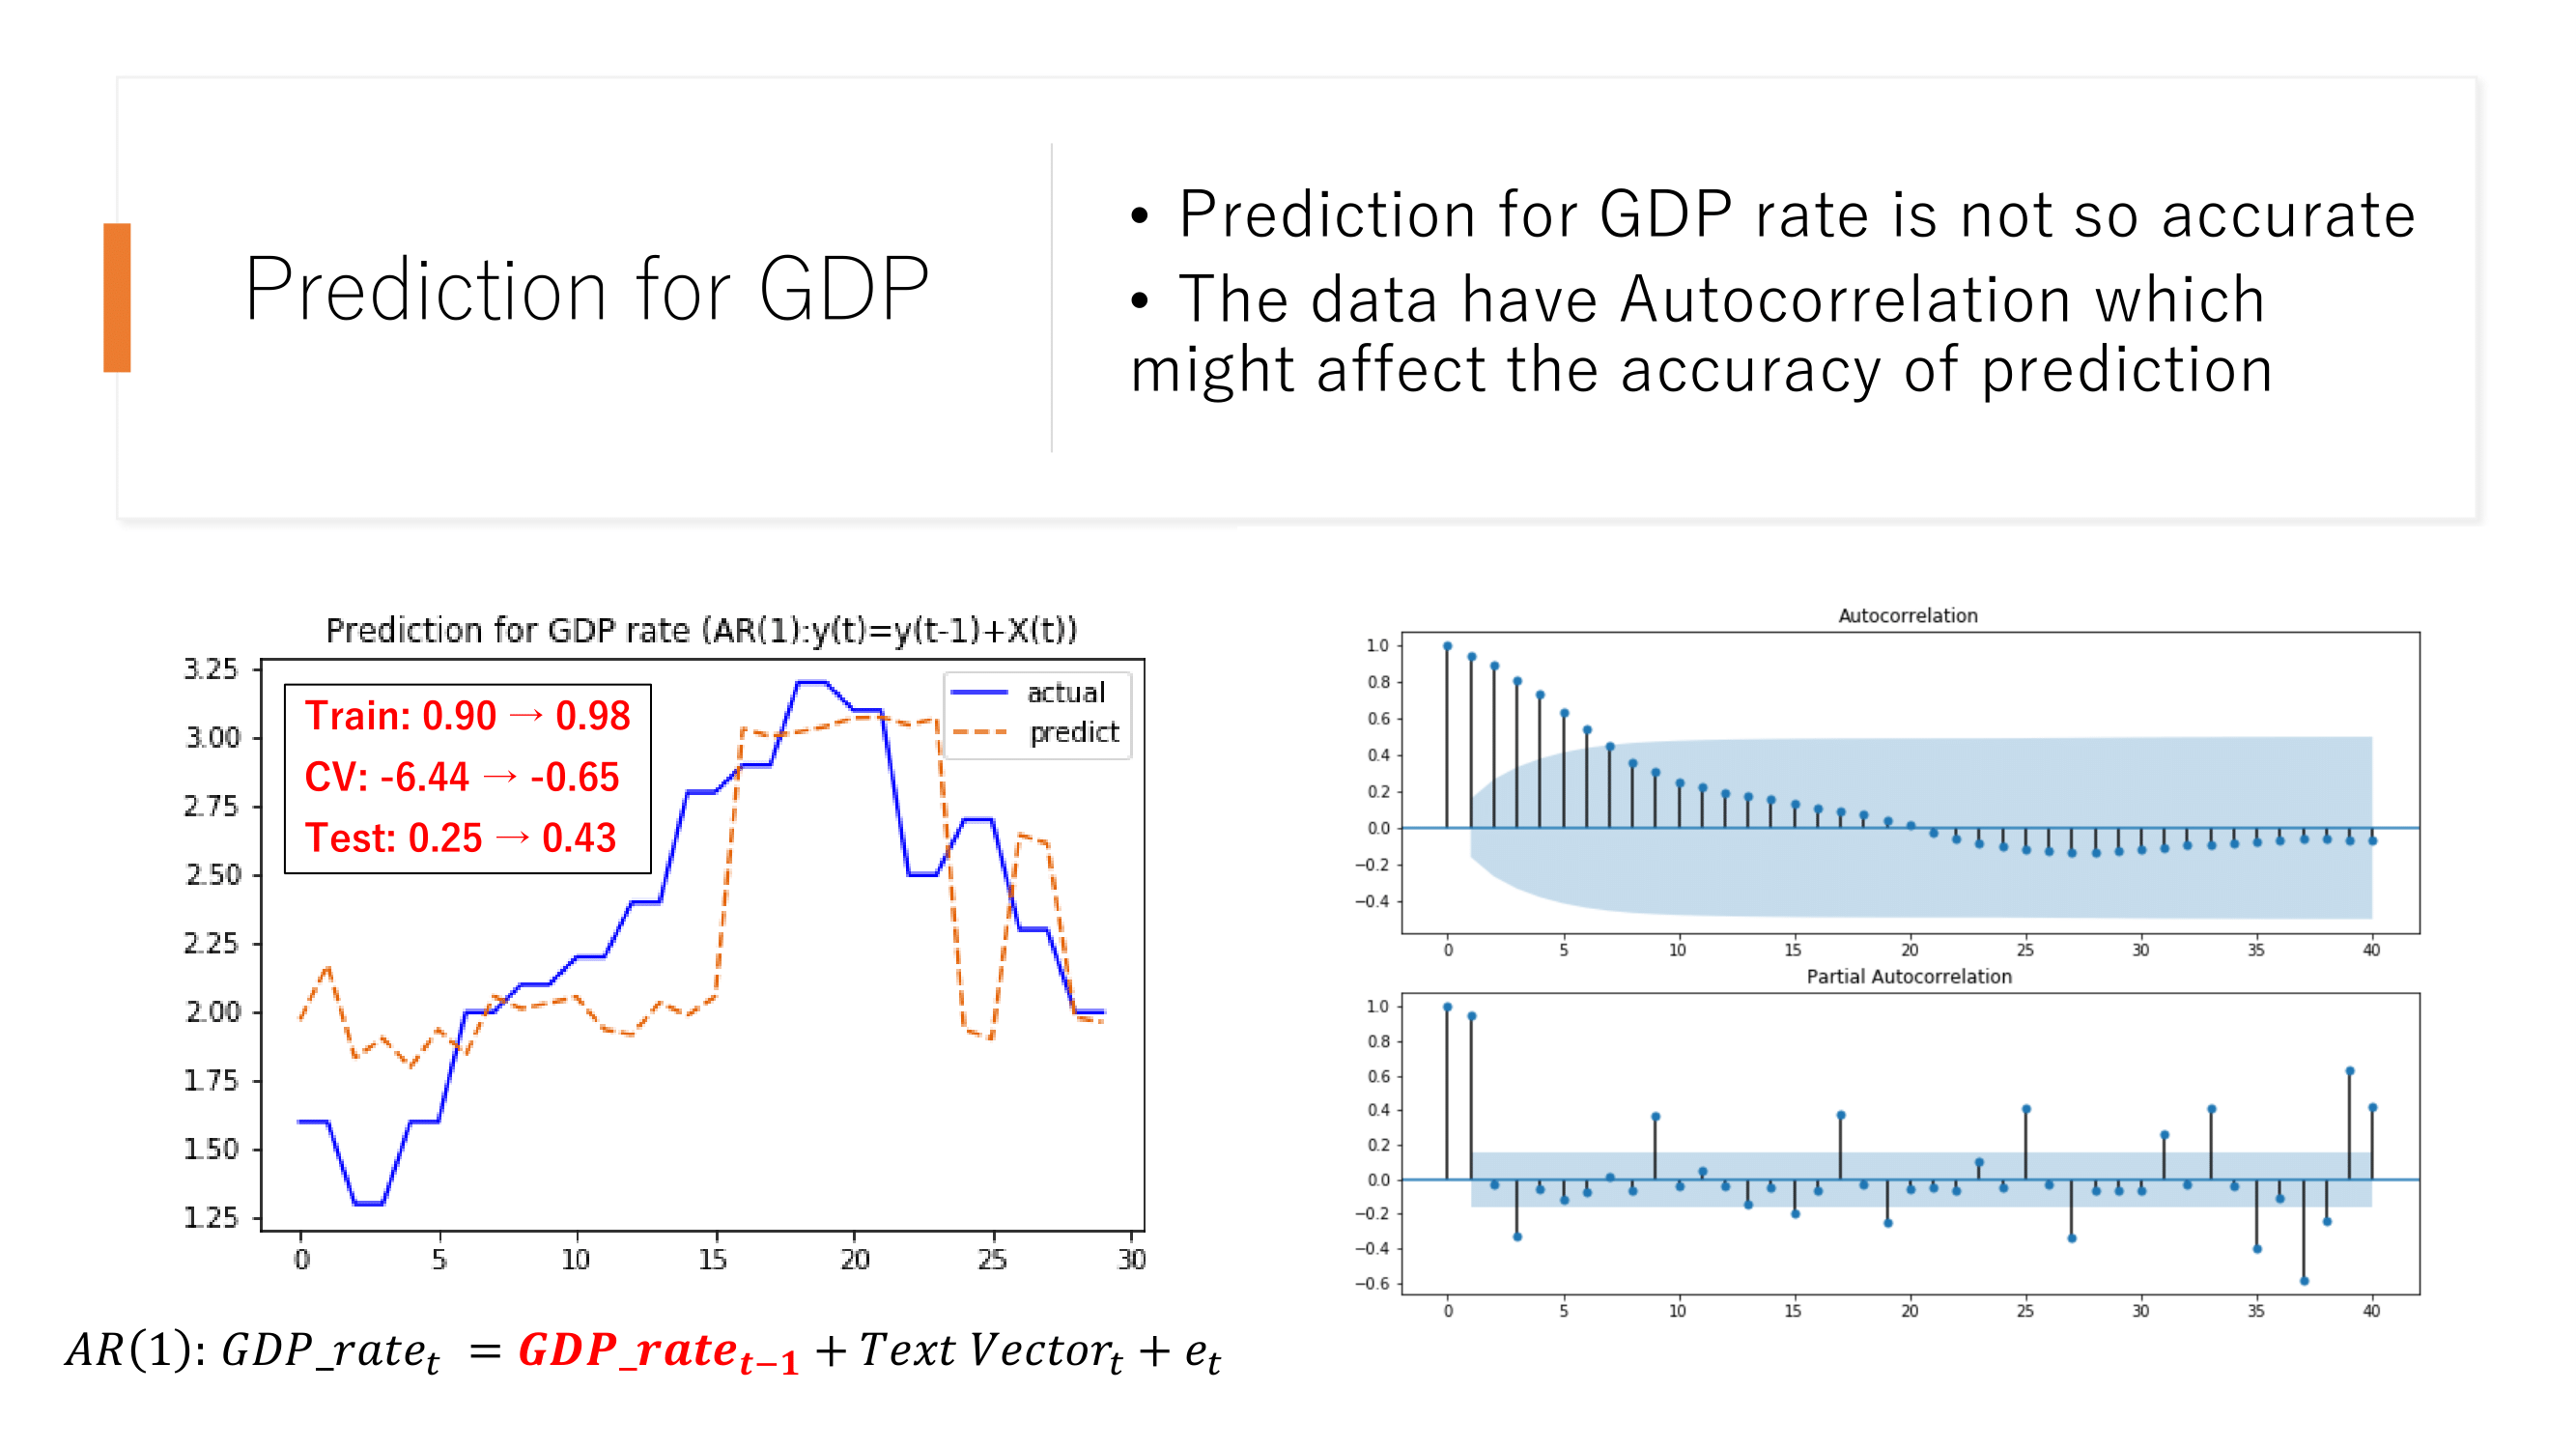 Prediction for GDP
• Prediction for GDP rate is not so accurate
• The data have Autocorrelation which
might affect the accuracy of prediction
Prediction for GDP rate (AR(1):y(t)=y(t-1)+X(t))
3.25
3.00
2.75
2.50
2.25
2.00
1.75
1.50
1.25
Train: 0.90 → 0.98
CV: -6.44 → -0.65
Test: 0.25 → 0.43
actual
predict
0 5 10 15 20 25 30
AR(1): GDP_rate_t = GDP_rate_{t−1} + Text Vector_t + e_t
Autocorrelation
1.0
0.8
0.6
0.4
0.2
0.0
−0.2
−0.4
0 5 10 15 20 25 30 35 40
Partial Autocorrelation
1.0
0.8
0.6
0.4
0.2
0.0
−0.2
−0.4
−0.6
0 5 10 15 20 25 30 35 40